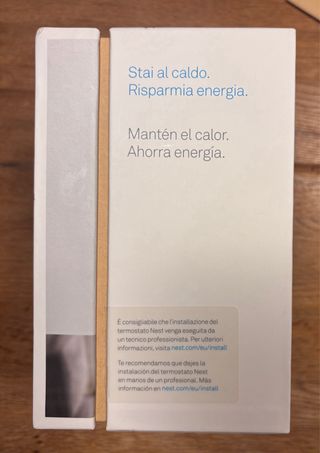 Stai al caldo.
Risparmia energia.
Mantén el calor.
Ahorra energía.
È consigliabile che l'installazione del
termostato Nest venga eseguita da
un tecnico professionista. Per ulteriori
informazioni, visita nest.com/eu/install
Te recomendamos que dejes la
instalación del termostato Nest
en manos de un profesional. Más
información en nest.com/eu/install